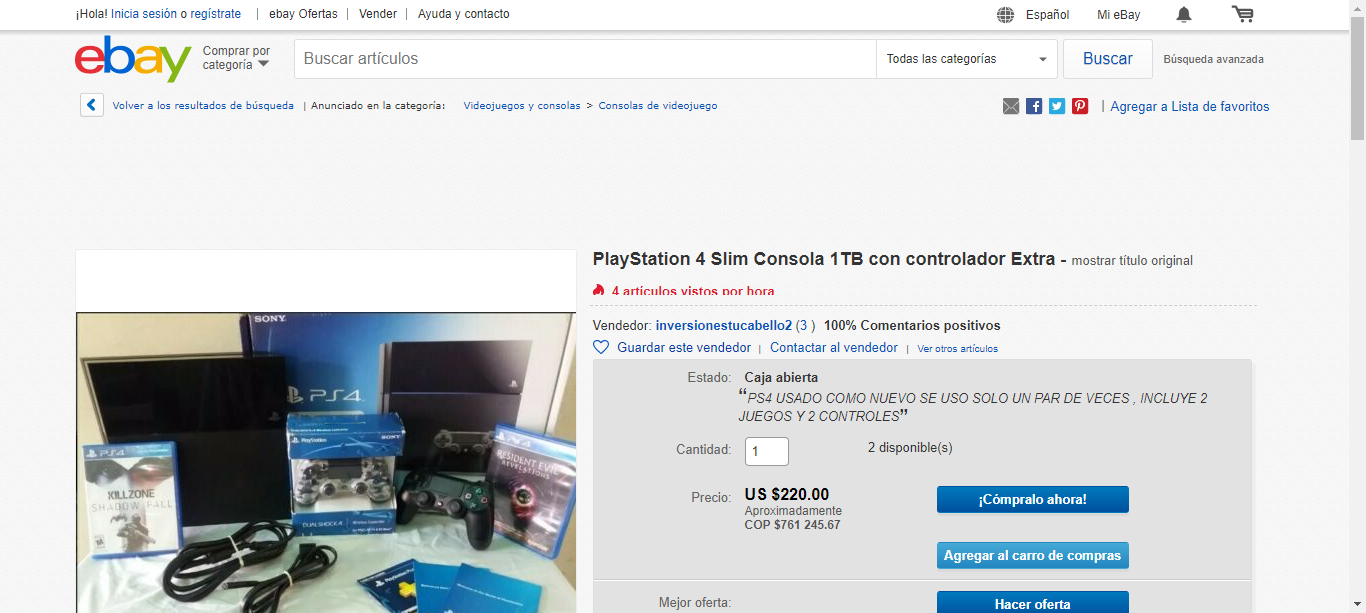 ¡Hola! Inicia sesión o regístrate | ebay Ofertas | Vender | Ayuda y contacto Español Mi eBay
ebay Comprar por categoría Buscar artículos Todas las categorías Buscar Búsqueda avanzada
Volver a los resultados de búsqueda | Anunciado en la categoría: Videojuegos y consolas > Consolas de videojuego | Agregar a Lista de favoritos
PlayStation 4 Slim Consola 1TB con controlador Extra - mostrar título original
4 artículos vistos por hora
Vendedor: inversionestucabello2 (3 ) 100% Comentarios positivos
Guardar este vendedor | Contactar al vendedor | Ver otros artículos
Estado: Caja abierta
“PS4 USADO COMO NUEVO SE USO SOLO UN PAR DE VECES , INCLUYE 2
JUEGOS Y 2 CONTROLES”
Cantidad: 1 2 disponible(s)
Precio: US $220.00 ¡Cómpralo ahora!
Aproximadamente
COP $761 245.67
Agregar al carro de compras
Mejor oferta: Hacer oferta
SONY
PS4
PlayStation SONY
DUALSHOCK 4
PS4
KILLZONE
SHADOW FALL
PS4
RESIDENT EVIL
REVELATIONS